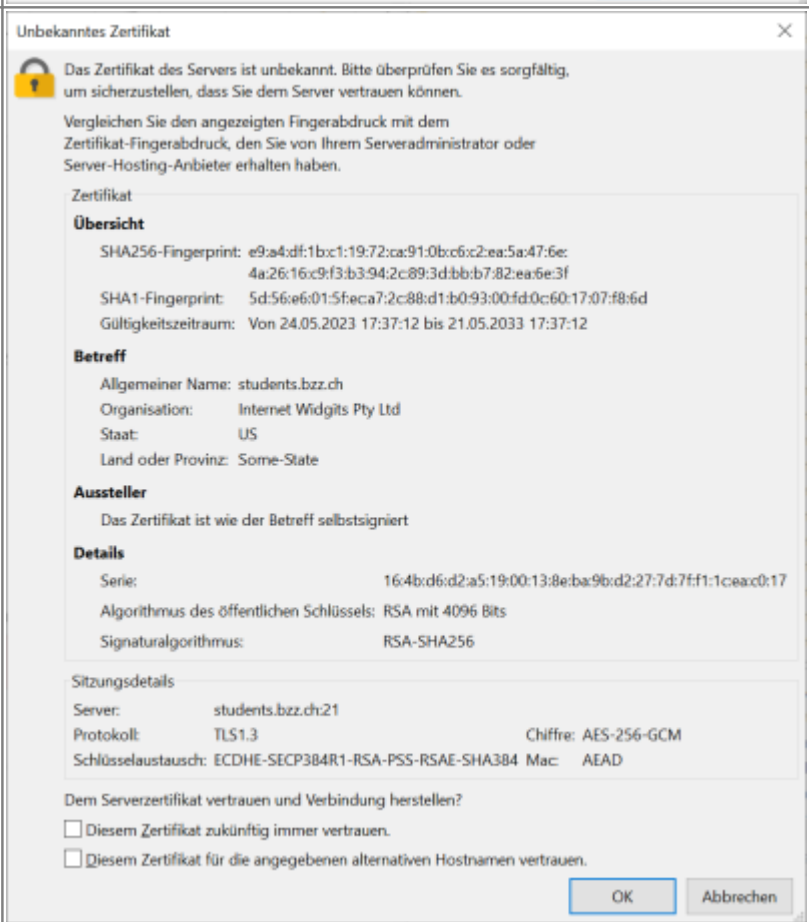 Unbekanntes Zertifikat
Das Zertifikat des Servers ist unbekannt. Bitte überprüfen Sie es sorgfältig,
um sicherzustellen, dass Sie dem Server vertrauen können.
Vergleichen Sie den angezeigten Fingerabdruck mit dem
Zertifikat-Fingerabdruck, den Sie von Ihrem Serveradministrator oder
Server-Hosting-Anbieter erhalten haben.
Zertifikat
Übersicht
SHA256-Fingerprint: e9:a4:df:1b:c1:19:72:ca:91:0b:c6:c2:ea:5a:47:6e:
4a:26:16:c9:f3:b3:94:2c:89:3d:bb:b7:82:ea:6e:3f
SHA1-Fingerprint: 5d:56:e6:01:5f:ec:a7:2c:88:d1:b0:93:00:fd:0c:60:17:07:f8:6d
Gültigkeitszeitraum: Von 24.05.2023 17:37:12 bis 21.05.2033 17:37:12
Betreff
Allgemeiner Name: students.bzz.ch
Organisation: Internet Widgits Pty Ltd
Staat: US
Land oder Provinz: Some-State
Aussteller
Das Zertifikat ist wie der Betreff selbstsigniert
Details
Serie: 16:4b:d6:d2:a5:19:00:13:8e:ba:9b:d2:27:7d:7f:f1:1c:ea:c0:17
Algorithmus des öffentlichen Schlüssels: RSA mit 4096 Bits
Signaturalgorithmus: RSA-SHA256
Sitzungsdetails
Server: students.bzz.ch:21
Protokoll: TLS1.3 Chiffre: AES-256-GCM
Schlüsselaustausch: ECDHE-SECP384R1-RSA-PSS-RSAE-SHA384 Mac: AEAD
Dem Serverzertifikat vertrauen und Verbindung herstellen?
Diesem Zertifikat zukünftig immer vertrauen.
Diesem Zertifikat für die angegebenen alternativen Hostnamen vertrauen.
OK Abbrechen